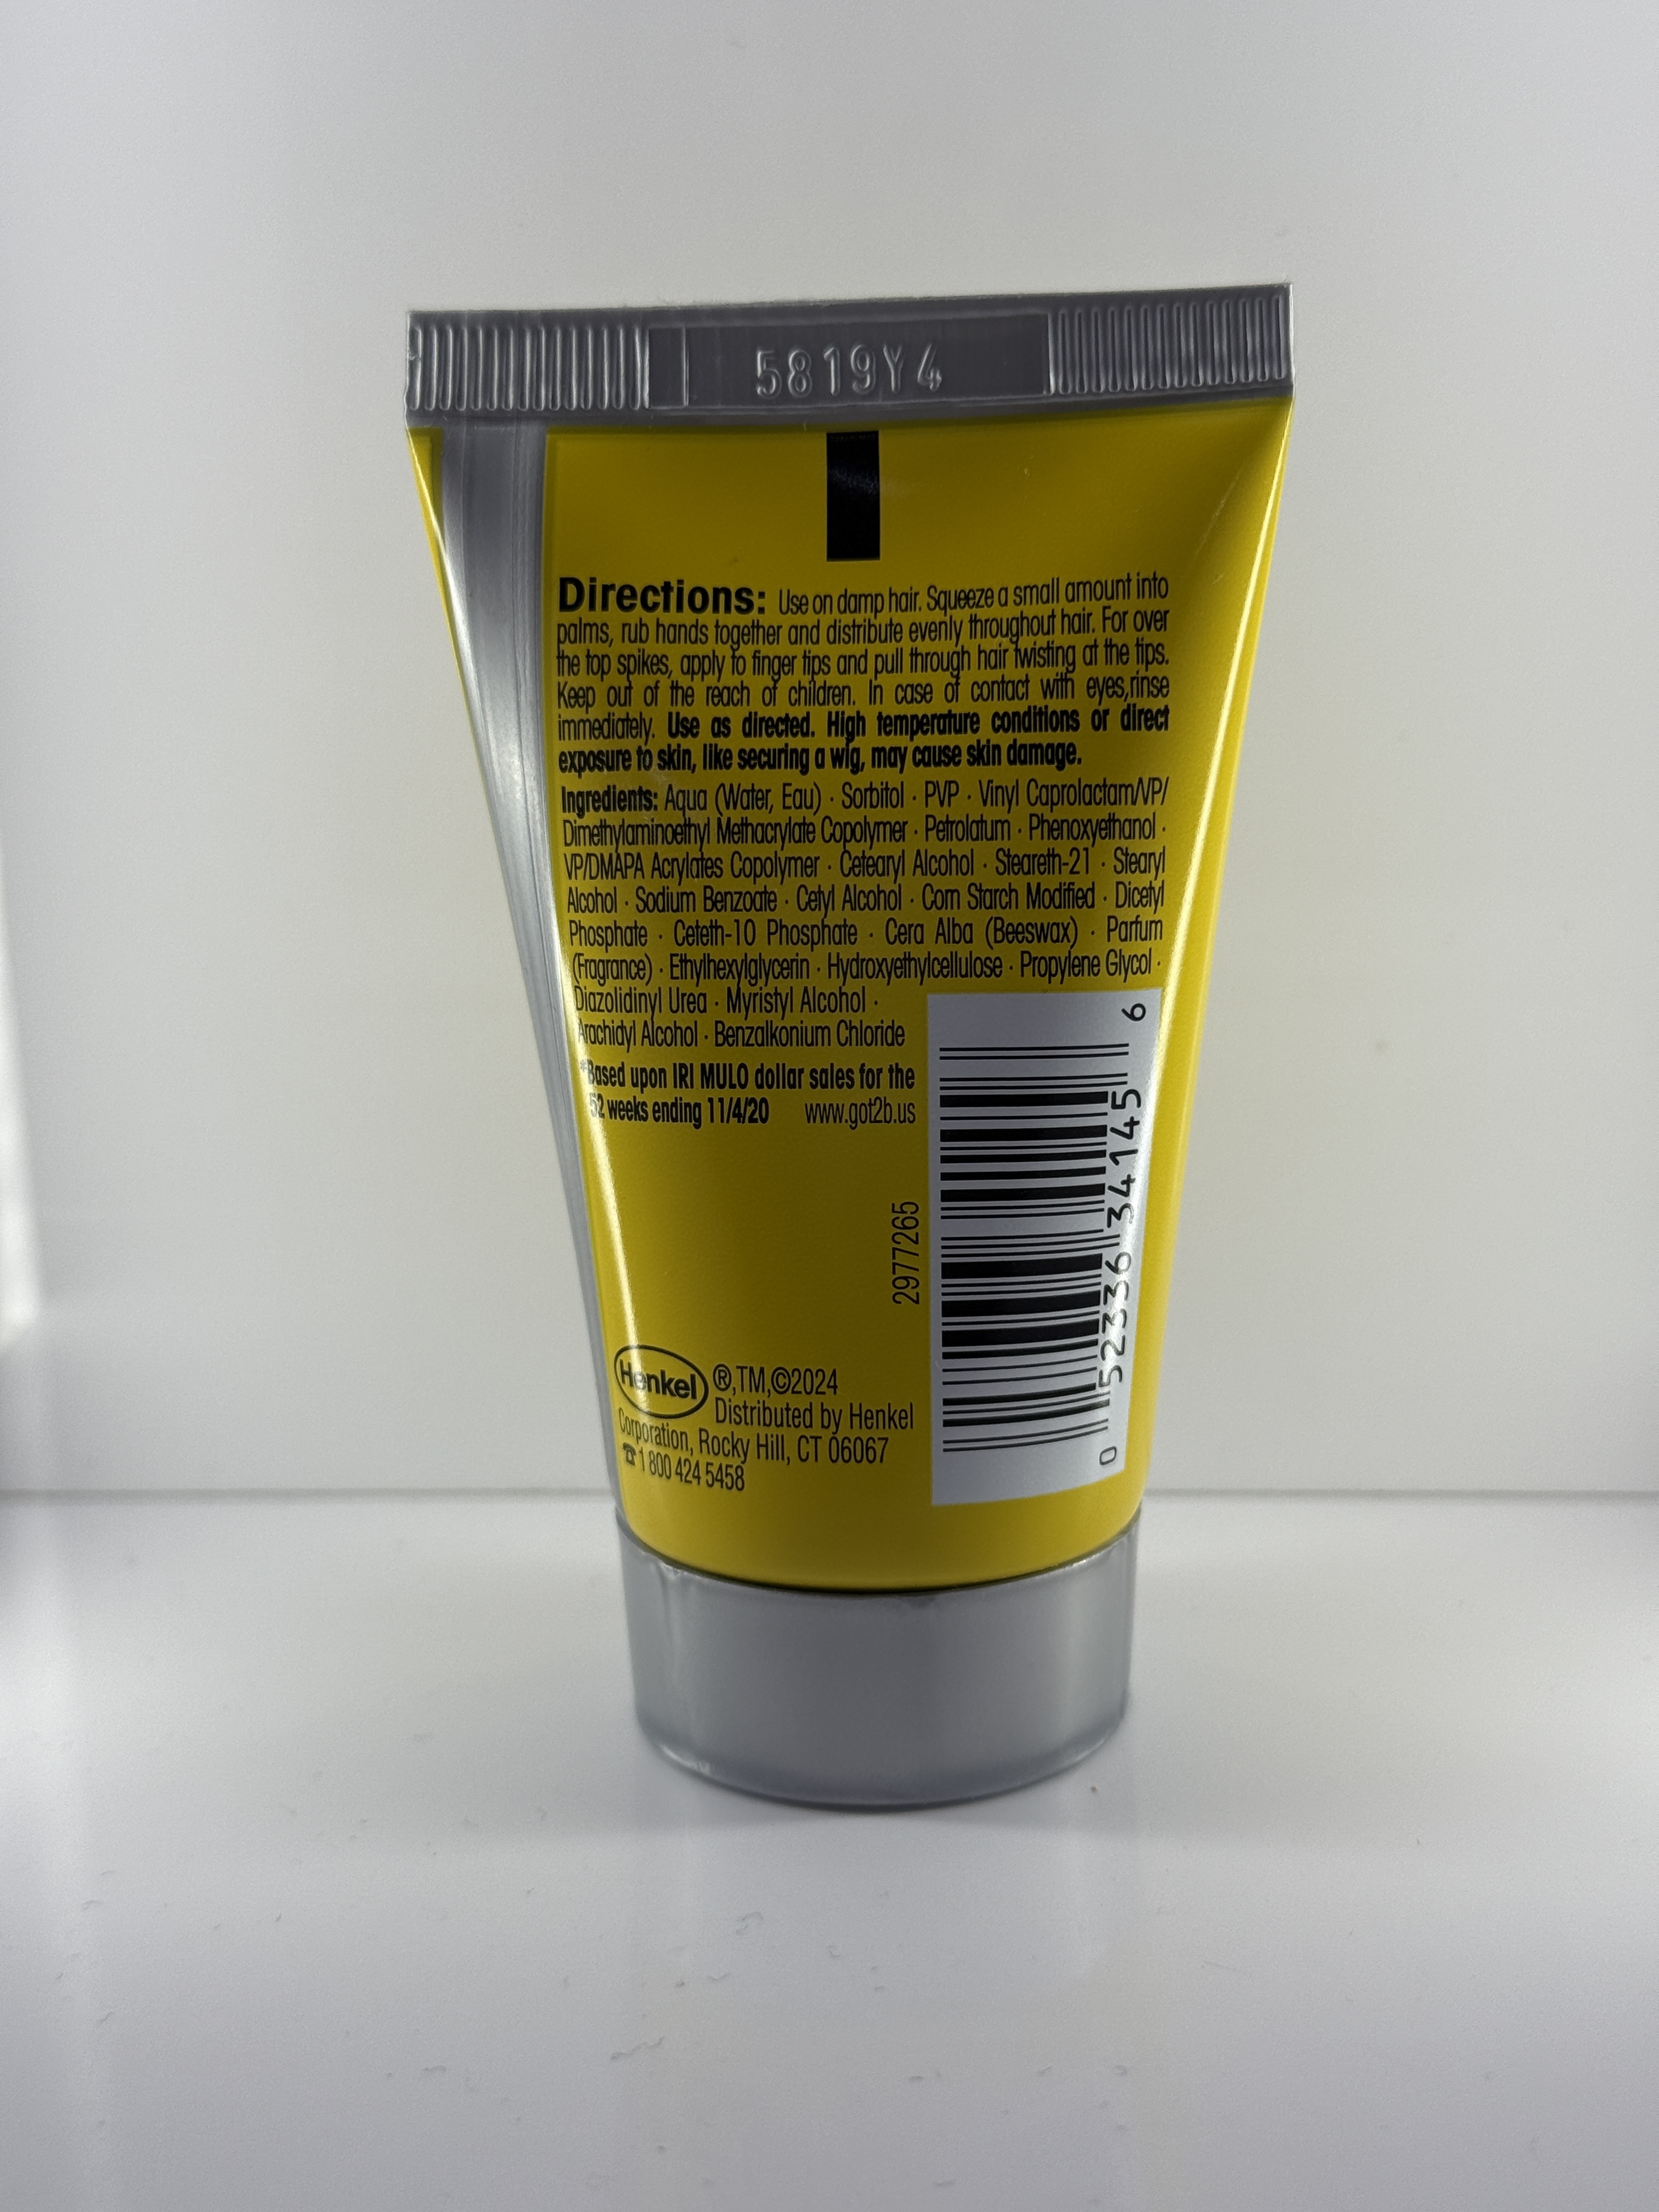 5819Y4
Directions: Use on damp hair. Squeeze a small amount into
palms, rub hands together and distribute evenly throughout hair. For over
the top spikes, apply to finger tips and pull through hair twisting at the tips.
Keep out of the reach of children. In case of contact with eyes,rinse
immediately. Use as directed. High temperature conditions or direct
exposure to skin, like securing a wig, may cause skin damage.
Ingredients: Aqua (Water, Eau) · Sorbitol · PVP · Vinyl Caprolactam/VP/
Dimethylaminoethyl Methacrylate Copolymer · Petrolatum · Phenoxyethanol ·
VP/DMAPA Acrylates Copolymer · Cetearyl Alcohol · Steareth-21 · Stearyl
Alcohol · Sodium Benzoate · Cetyl Alcohol · Corn Starch Modified · Dicetyl
Phosphate · Ceteth-10 Phosphate · Cera Alba (Beeswax) · Parfum
(Fragrance) · Ethylhexylglycerin · Hydroxyethylcellulose · Propylene Glycol ·
Diazolidinyl Urea · Myristyl Alcohol ·
Arachidyl Alcohol · Benzalkonium Chloride
*Based upon IRI MULO dollar sales for the
52 weeks ending 11/4/20 www.got2b.us
2977265
0 52336 34145 6
Henkel ®,TM,©2024
Distributed by Henkel
Corporation, Rocky Hill, CT 06067
☎1 800 424 5458